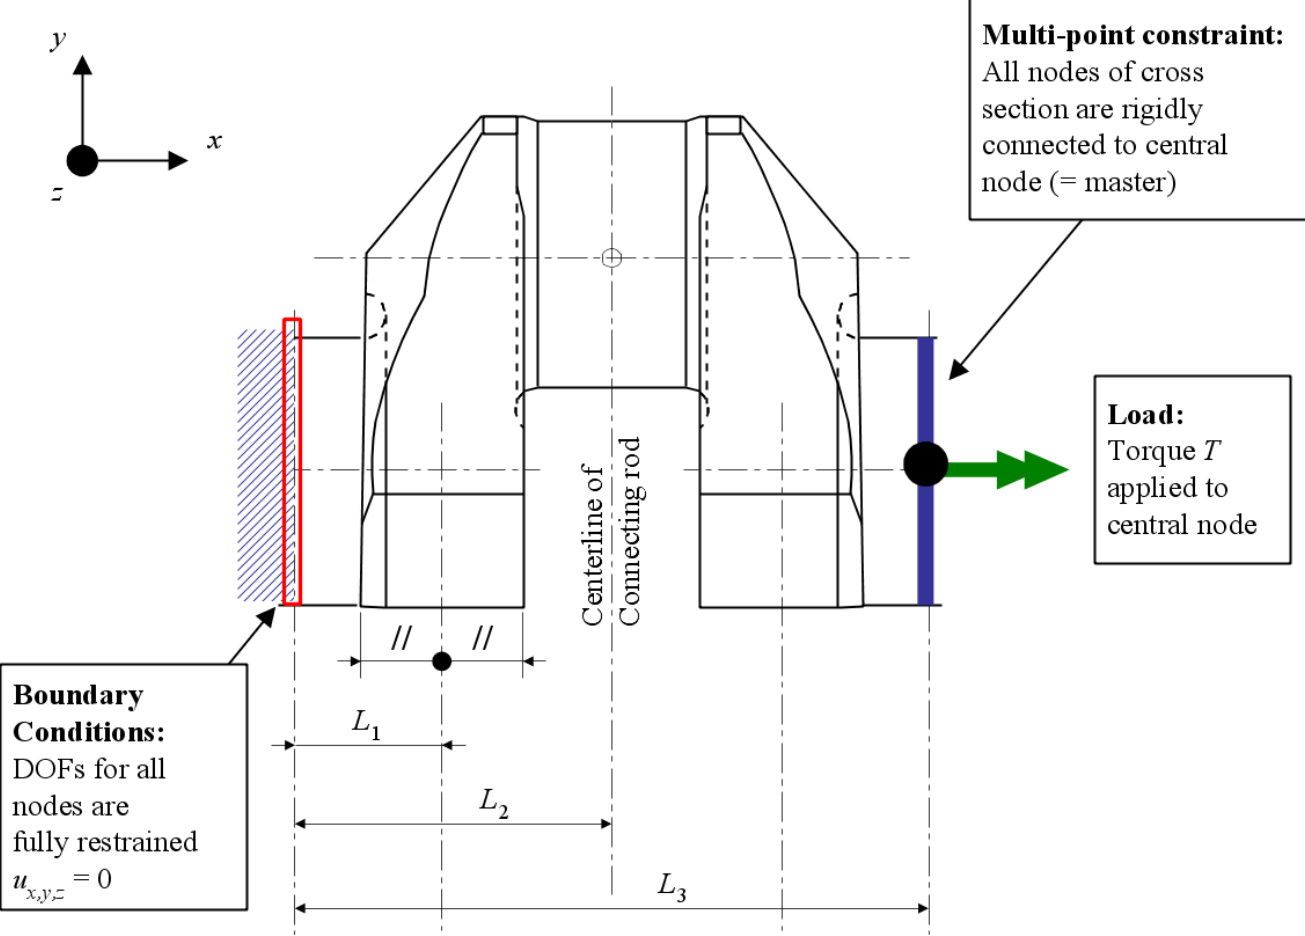 y
x
z
Multi-point constraint:
All nodes of cross
section are rigidly
connected to central
node (= master)
Load:
Torque T
applied to
central node
Centerline of
Connecting rod
//
//
Boundary
Conditions:
DOFs for all
nodes are
fully restrained
u_{x,y,z} = 0
L_1
L_2
L_3